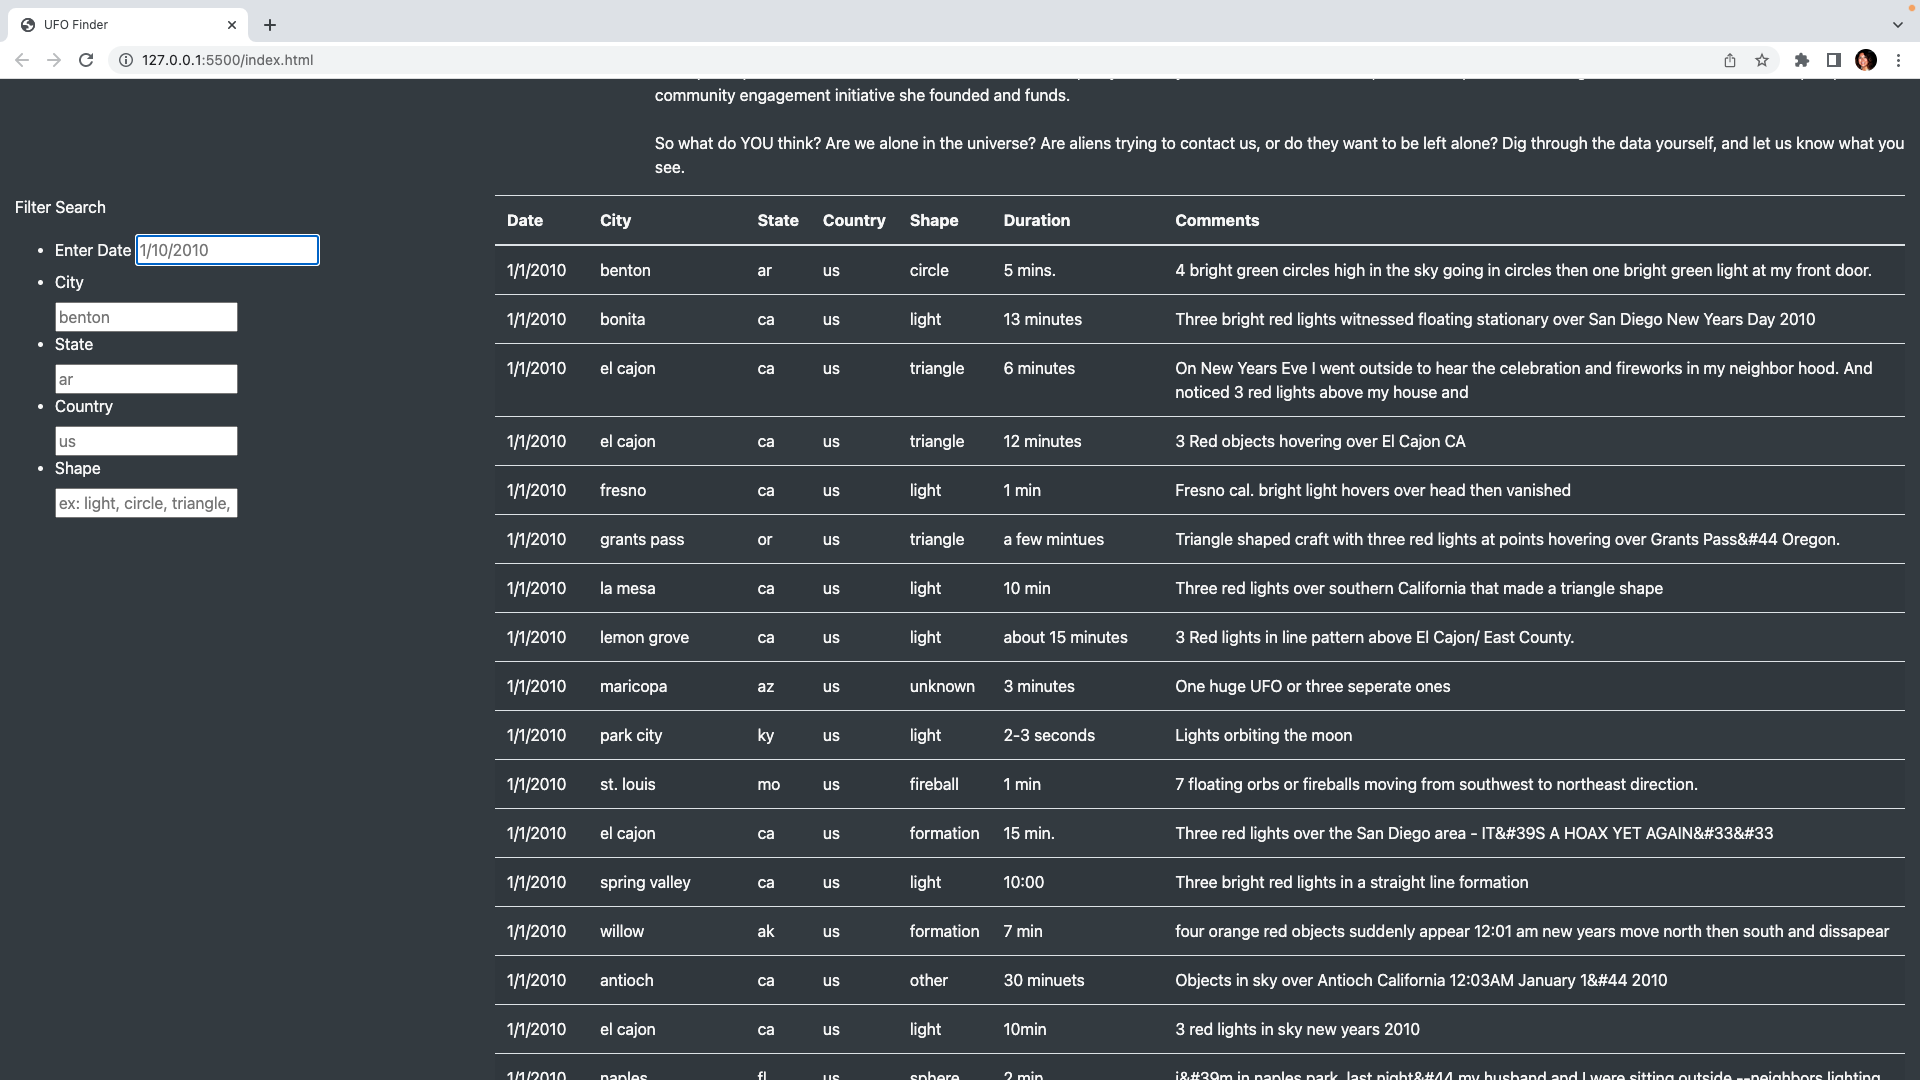 UFO Finder
127.0.0.1:5500/index.html
community engagement initiative she founded and funds.
So what do YOU think? Are we alone in the universe? Are aliens trying to contact us, or do they want to be left alone? Dig through the data yourself, and let us know what you
see.
Filter Search
Enter Date 1/10/2010
City
benton
State
ar
Country
us
Shape
ex: light, circle, triangle,
Date City State Country Shape Duration Comments
1/1/2010 benton ar us circle 5 mins. 4 bright green circles high in the sky going in circles then one bright green light at my front door.
1/1/2010 bonita ca us light 13 minutes Three bright red lights witnessed floating stationary over San Diego New Years Day 2010
1/1/2010 el cajon ca us triangle 6 minutes On New Years Eve I went outside to hear the celebration and fireworks in my neighbor hood. And
noticed 3 red lights above my house and
1/1/2010 el cajon ca us triangle 12 minutes 3 Red objects hovering over El Cajon CA
1/1/2010 fresno ca us light 1 min Fresno cal. bright light hovers over head then vanished
1/1/2010 grants pass or us triangle a few mintues Triangle shaped craft with three red lights at points hovering over Grants Pass&#44 Oregon.
1/1/2010 la mesa ca us light 10 min Three red lights over southern California that made a triangle shape
1/1/2010 lemon grove ca us light about 15 minutes 3 Red lights in line pattern above El Cajon/ East County.
1/1/2010 maricopa az us unknown 3 minutes One huge UFO or three seperate ones
1/1/2010 park city ky us light 2-3 seconds Lights orbiting the moon
1/1/2010 st. louis mo us fireball 1 min 7 floating orbs or fireballs moving from southwest to northeast direction.
1/1/2010 el cajon ca us formation 15 min. Three red lights over the San Diego area - IT&#39S A HOAX YET AGAIN&#33&#33
1/1/2010 spring valley ca us light 10:00 Three bright red lights in a straight line formation
1/1/2010 willow ak us formation 7 min four orange red objects suddenly appear 12:01 am new years move north then south and dissapear
1/1/2010 antioch ca us other 30 minuets Objects in sky over Antioch California 12:03AM January 1&#44 2010
1/1/2010 el cajon ca us light 10min 3 red lights in sky new years 2010
1/1/2010 naples fl us sphere 2 min i&#39m in naples park, last night&#44 my husband and I were sitting outside --neighbors lighting